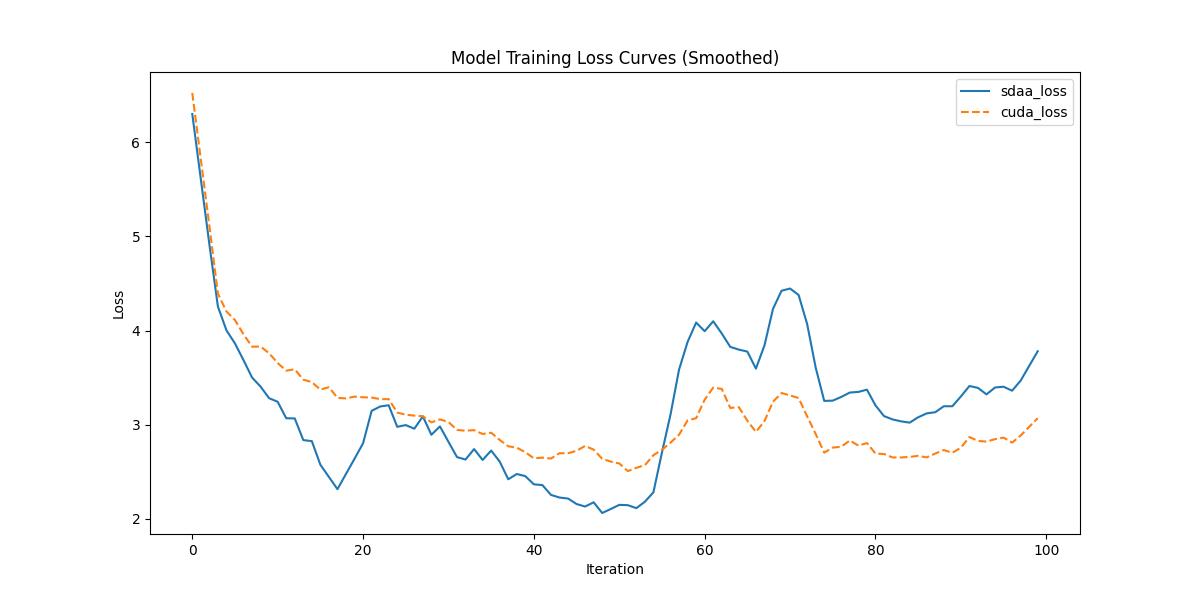 Model Training Loss Curves (Smoothed)
sdaa_loss
cuda_loss
6
5
4
3
2
Loss
0 20 40 60 80 100
Iteration